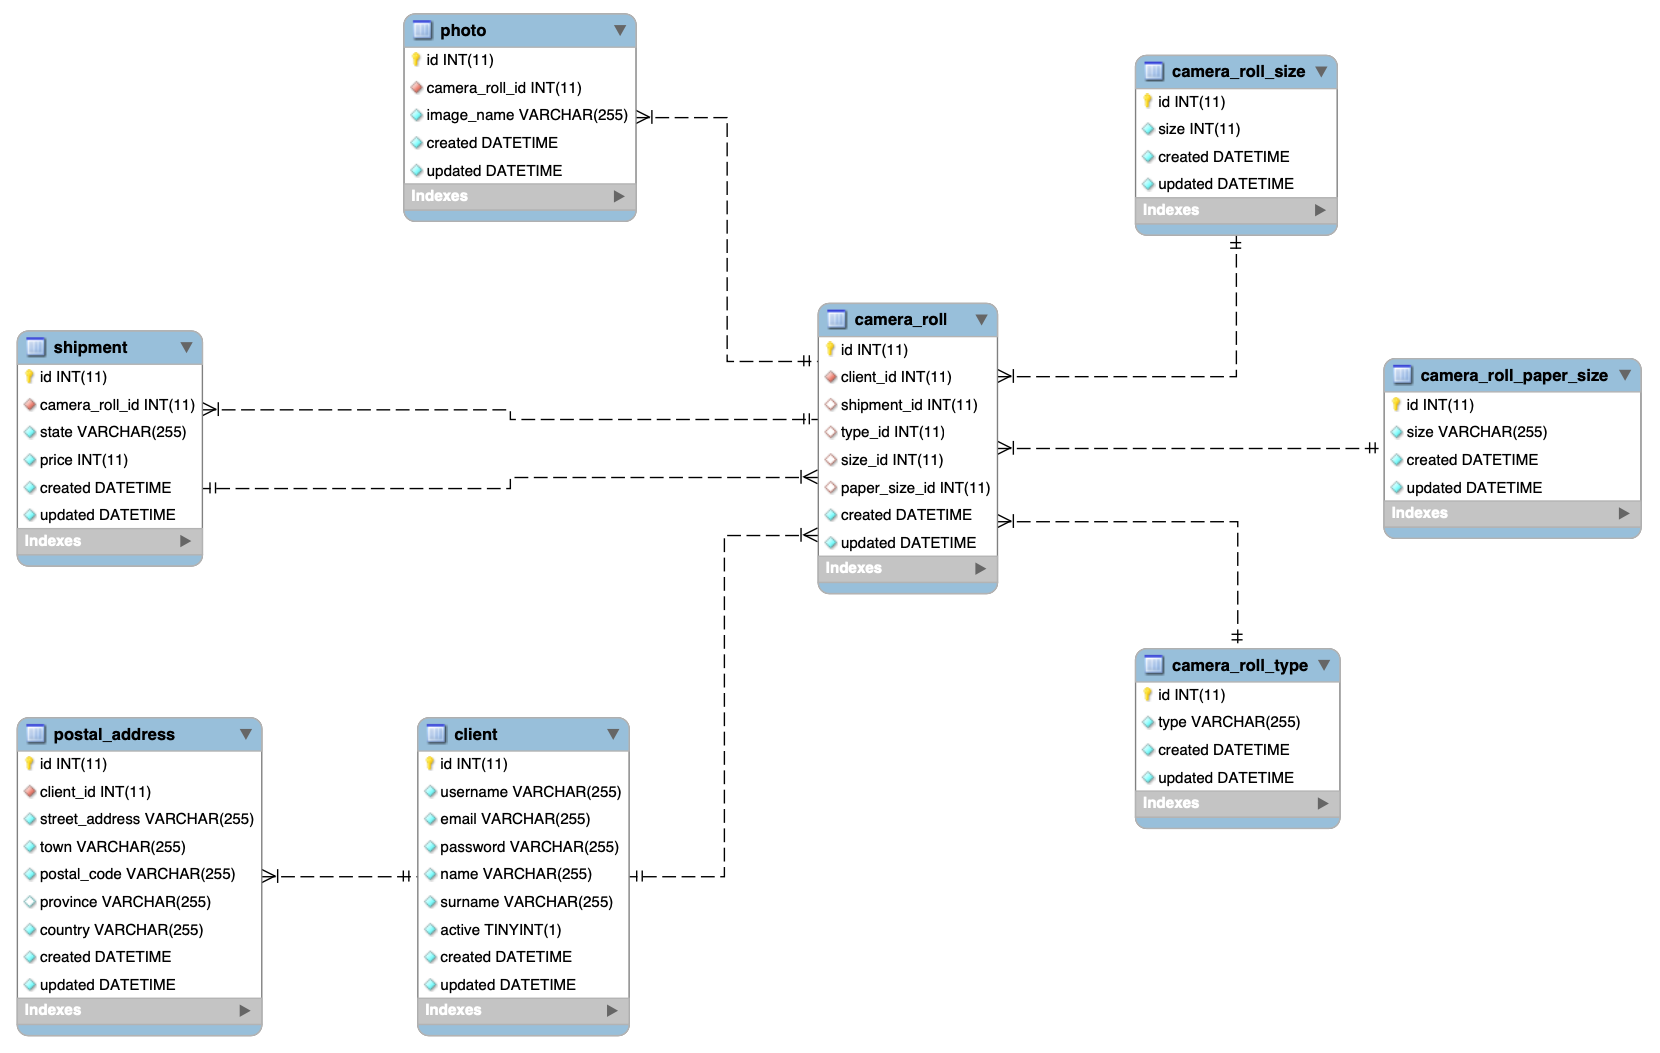 photo
id INT(11)
camera_roll_id INT(11)
image_name VARCHAR(255)
created DATETIME
updated DATETIME
Indexes
camera_roll_size
id INT(11)
size INT(11)
created DATETIME
updated DATETIME
Indexes
shipment
id INT(11)
camera_roll_id INT(11)
state VARCHAR(255)
price INT(11)
created DATETIME
updated DATETIME
Indexes
camera_roll
id INT(11)
client_id INT(11)
shipment_id INT(11)
type_id INT(11)
size_id INT(11)
paper_size_id INT(11)
created DATETIME
updated DATETIME
Indexes
camera_roll_paper_size
id INT(11)
size VARCHAR(255)
created DATETIME
updated DATETIME
Indexes
postal_address
id INT(11)
client_id INT(11)
street_address VARCHAR(255)
town VARCHAR(255)
postal_code VARCHAR(255)
province VARCHAR(255)
country VARCHAR(255)
created DATETIME
updated DATETIME
Indexes
client
id INT(11)
username VARCHAR(255)
email VARCHAR(255)
password VARCHAR(255)
name VARCHAR(255)
surname VARCHAR(255)
active TINYINT(1)
created DATETIME
updated DATETIME
Indexes
camera_roll_type
id INT(11)
type VARCHAR(255)
created DATETIME
updated DATETIME
Indexes